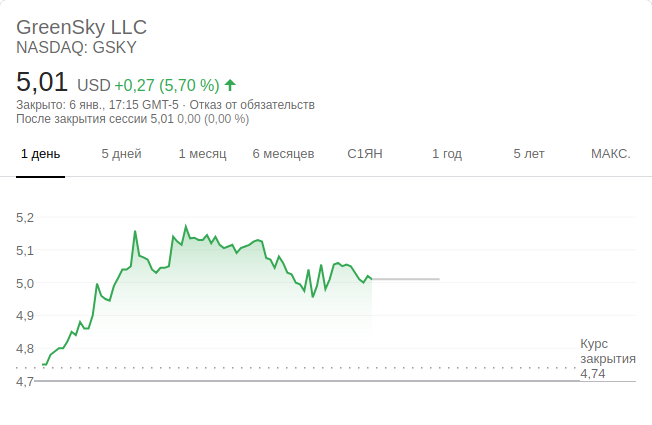 GreenSky LLC
NASDAQ: GSKY
5,01 USD +0,27 (5,70 %)
Закрыто: 6 янв., 17:15 GMT-5 · Отказ от обязательств
После закрытия сессии 5,01 0,00 (0,00 %)
1 день 5 дней 1 месяц 6 месяцев С1ЯН 1 год 5 лет МАКС.
5,2
5,1
5,0
4,9
4,8
4,7
Курс
закрытия
4,74